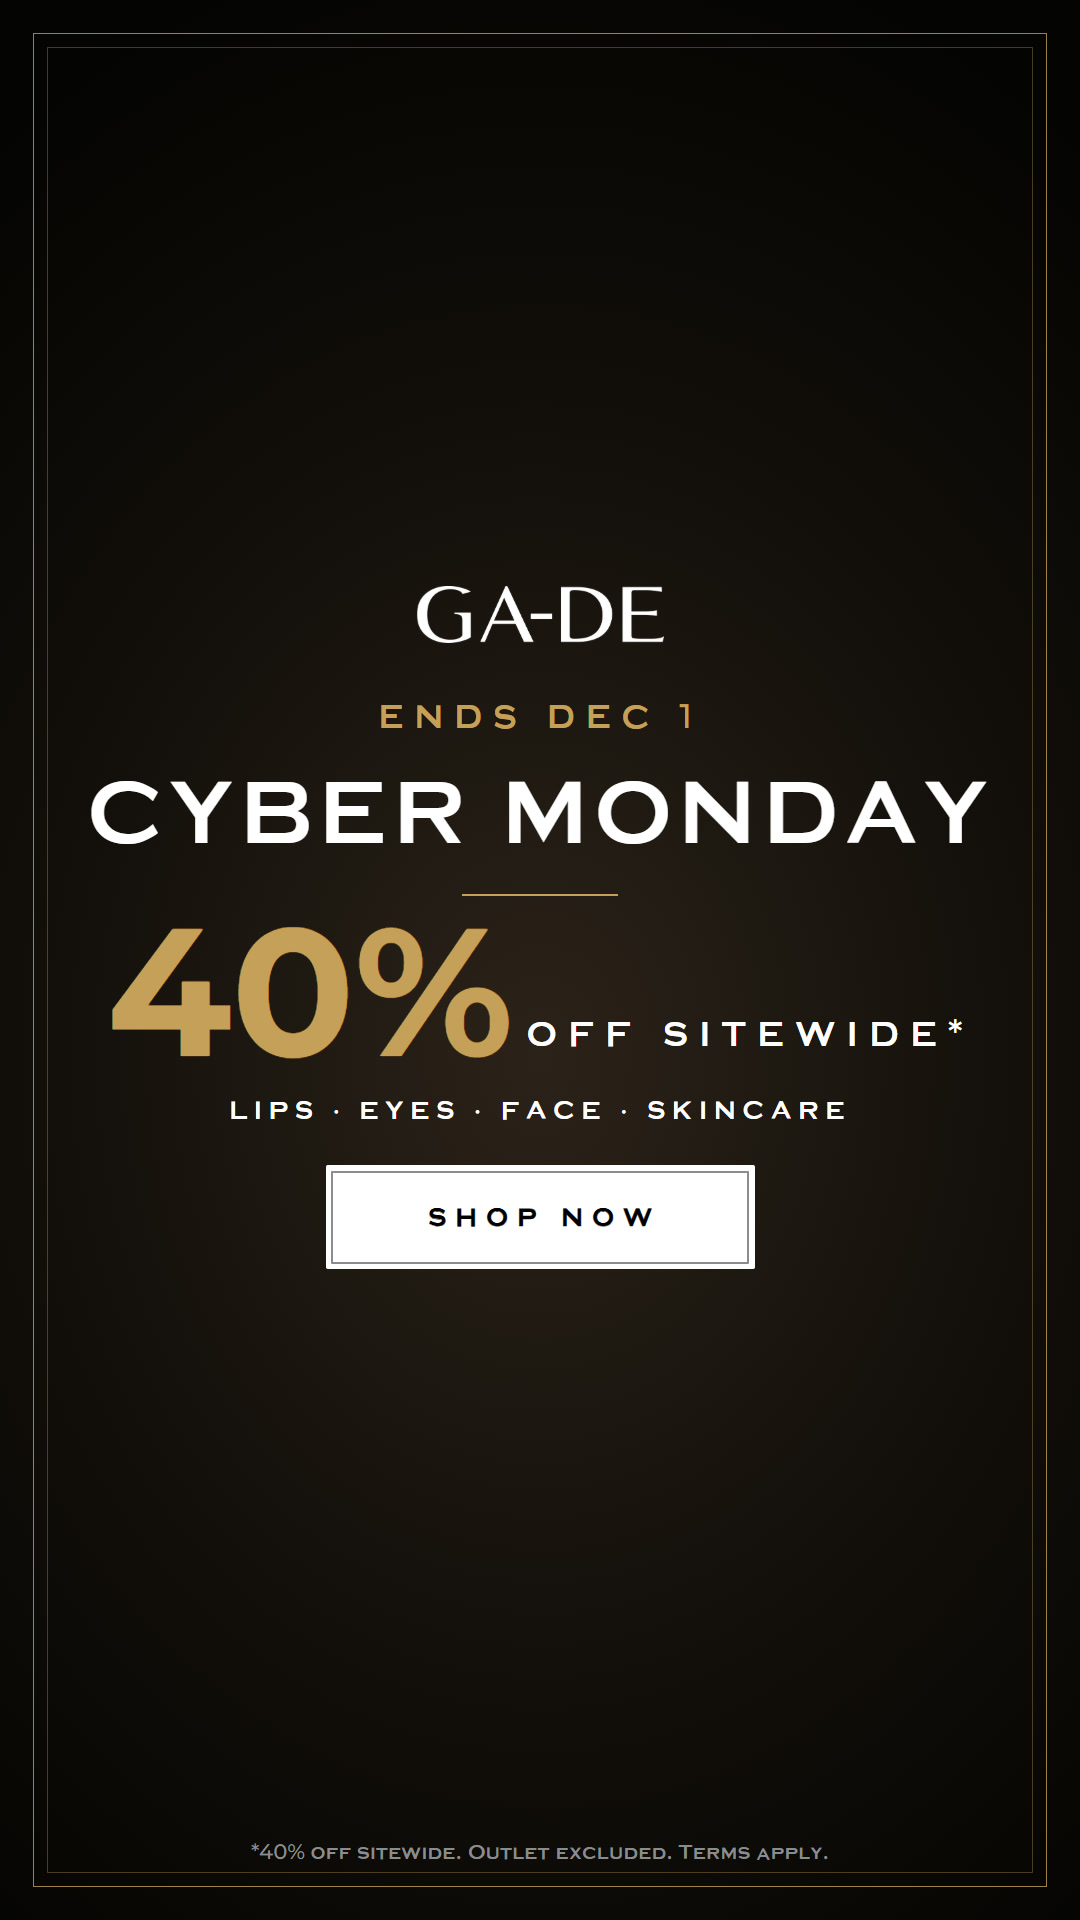 GA-DE
ENDS DEC 1
CYBER MONDAY
40% OFF SITEWIDE*
LIPS · EYES · FACE · SKINCARE
SHOP NOW
*40% OFF SITEWIDE. OUTLET EXCLUDED. TERMS APPLY.